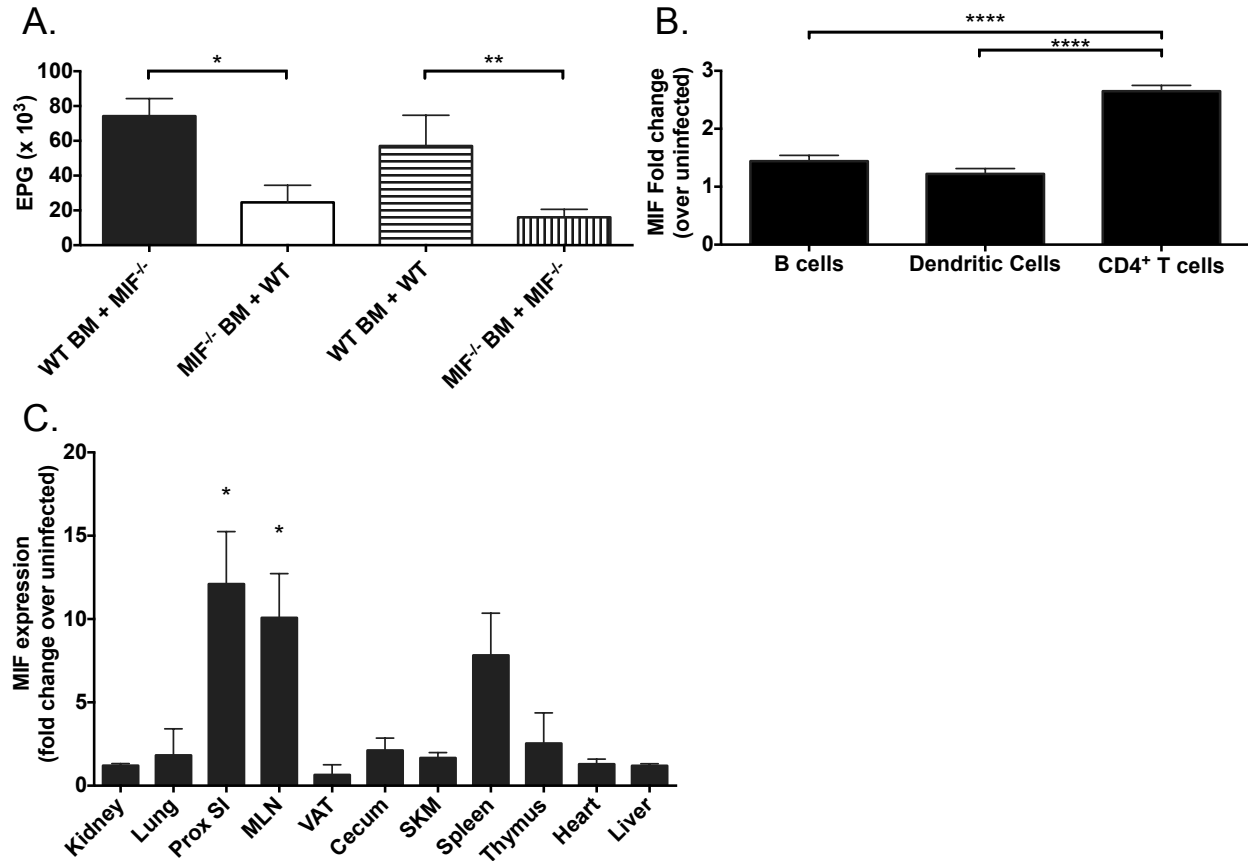 A.
*
**
100
80
60
40
20
0
EPG (x 10³)
WT BM + MIF⁻/⁻
MIF⁻/⁻ BM + WT
WT BM + WT
MIF⁻/⁻ BM + MIF⁻/⁻
B.
****
****
3
2
1
0
MIF Fold change
(over uninfected)
B cells
Dendritic Cells
CD4⁺ T cells
C.
20
15
10
5
0
MIF expression
(fold change over uninfected)
*
*
Kidney
Lung
Prox SI
MLN
VAT
Cecum
SKM
Spleen
Thymus
Heart
Liver